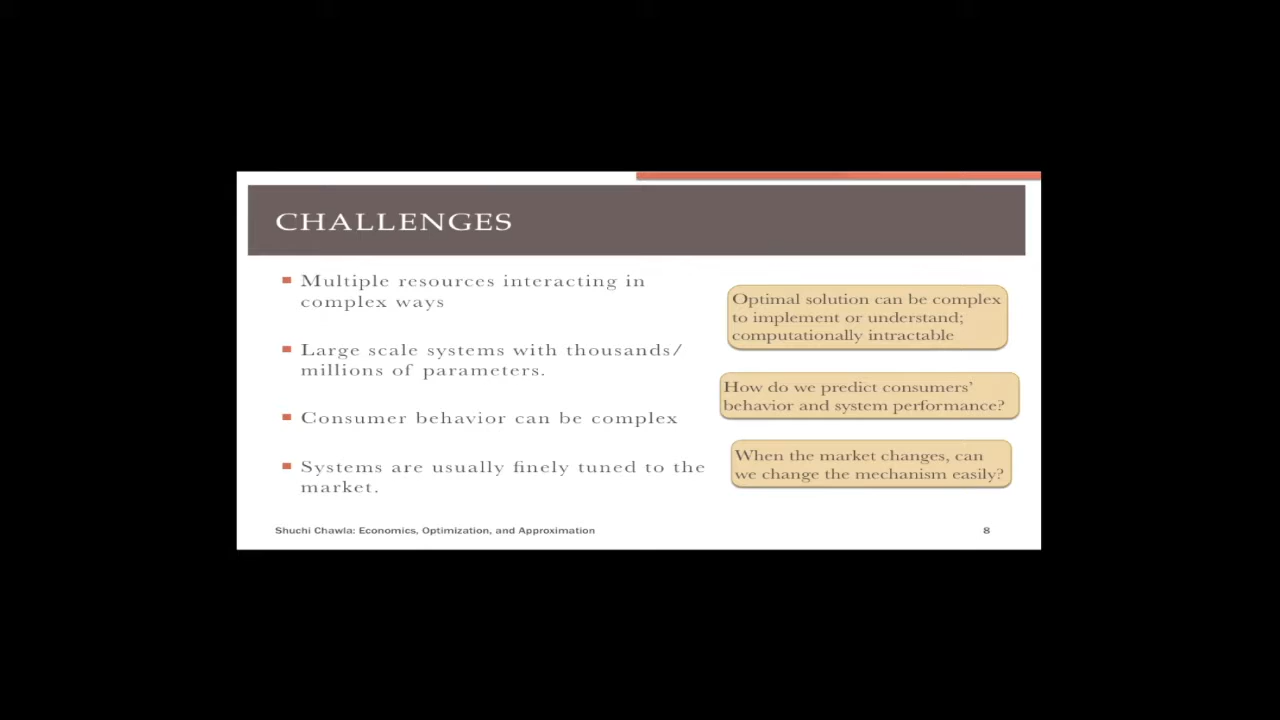 CHALLENGES
Multiple resources interacting in
complex ways
Large scale systems with thousands/
millions of parameters.
Consumer behavior can be complex
Systems are usually finely tuned to the
market.
Optimal solution can be complex
to implement or understand;
computationally intractable
How do we predict consumers’
behavior and system performance?
When the market changes, can
we change the mechanism easily?
Shuchi Chawla: Economics, Optimization, and Approximation
8